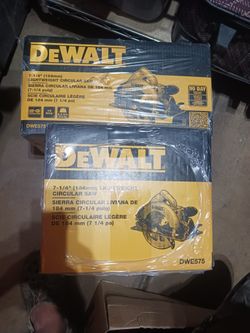 DEWALT
7-1/4" (184mm)
LIGHTWEIGHT CIRCULAR SAW
SIERRA CIRCULAR LIVIANA DE
184 mm (7-1/4 pulg)
SCIE CIRCULAIRE LÉGÈRE
DE 184 mm (7-1/4 po)
90 DAY
DWE575
DEWALT
7-1/4" (184mm) LIGHTWEIGHT
CIRCULAR SAW
SIERRA CIRCULAR LIVIANA DE
184 mm (7-1/4 pulg)
SCIE CIRCULAIRE LÉGÈRE
DE 184 mm (7-1/4 po)
DWE575